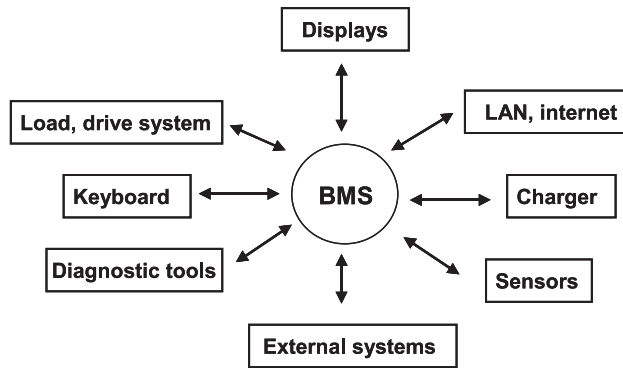 Displays
LAN, internet
Load, drive system
BMS
Keyboard
Charger
Diagnostic tools
Sensors
External systems